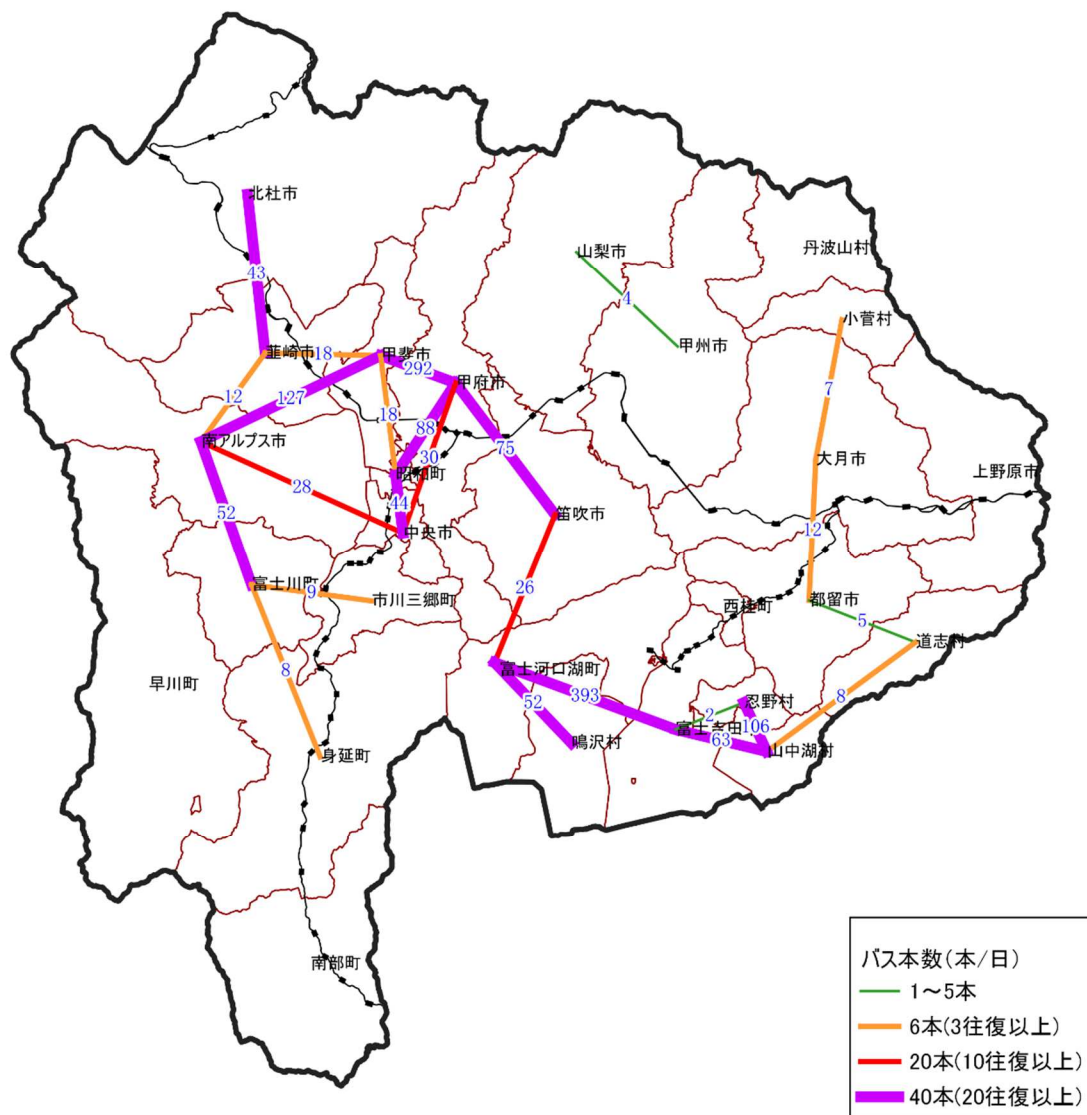 北杜市
山梨市
丹波山村
43
4
小菅村
韮崎市
18
甲斐市
甲州市
292
甲府市
7
12
127
18
88
南アルプス市
30
75
大月市
上野原市
昭和町
28
44
52
中央市
笛吹市
12
富士川町
9
市川三郷町
26
西桂町
都留市
5
道志村
8
早川町
富士河口湖町
393
52
忍野村
8
2
106
富士吉田
63
鳴沢村
山中湖村
身延町
南部町
バス本数(本/日)
1～5本
6本(3往復以上)
20本(10往復以上)
40本(20往復以上)